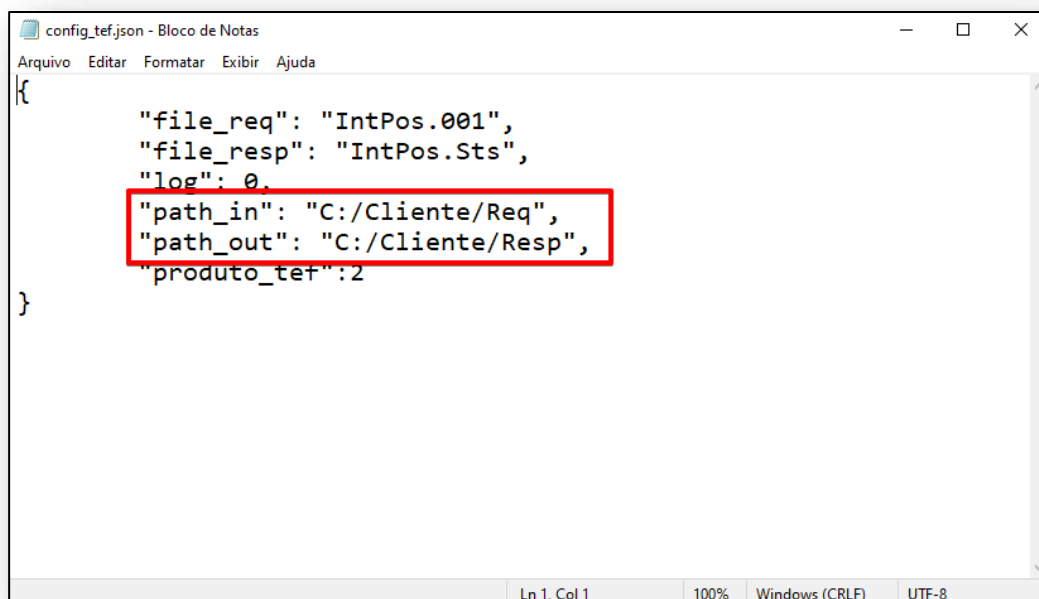 config_tef.json - Bloco de Notas
Arquivo Editar Formatar Exibir Ajuda
{
"file_req": "IntPos.001",
"file_resp": "IntPos.Sts",
"log": 0,
"path_in": "C:/Cliente/Req",
"path_out": "C:/Cliente/Resp",
"produto_tef":2
}
Ln 1, Col 1 100% Windows (CRLF) UTF-8